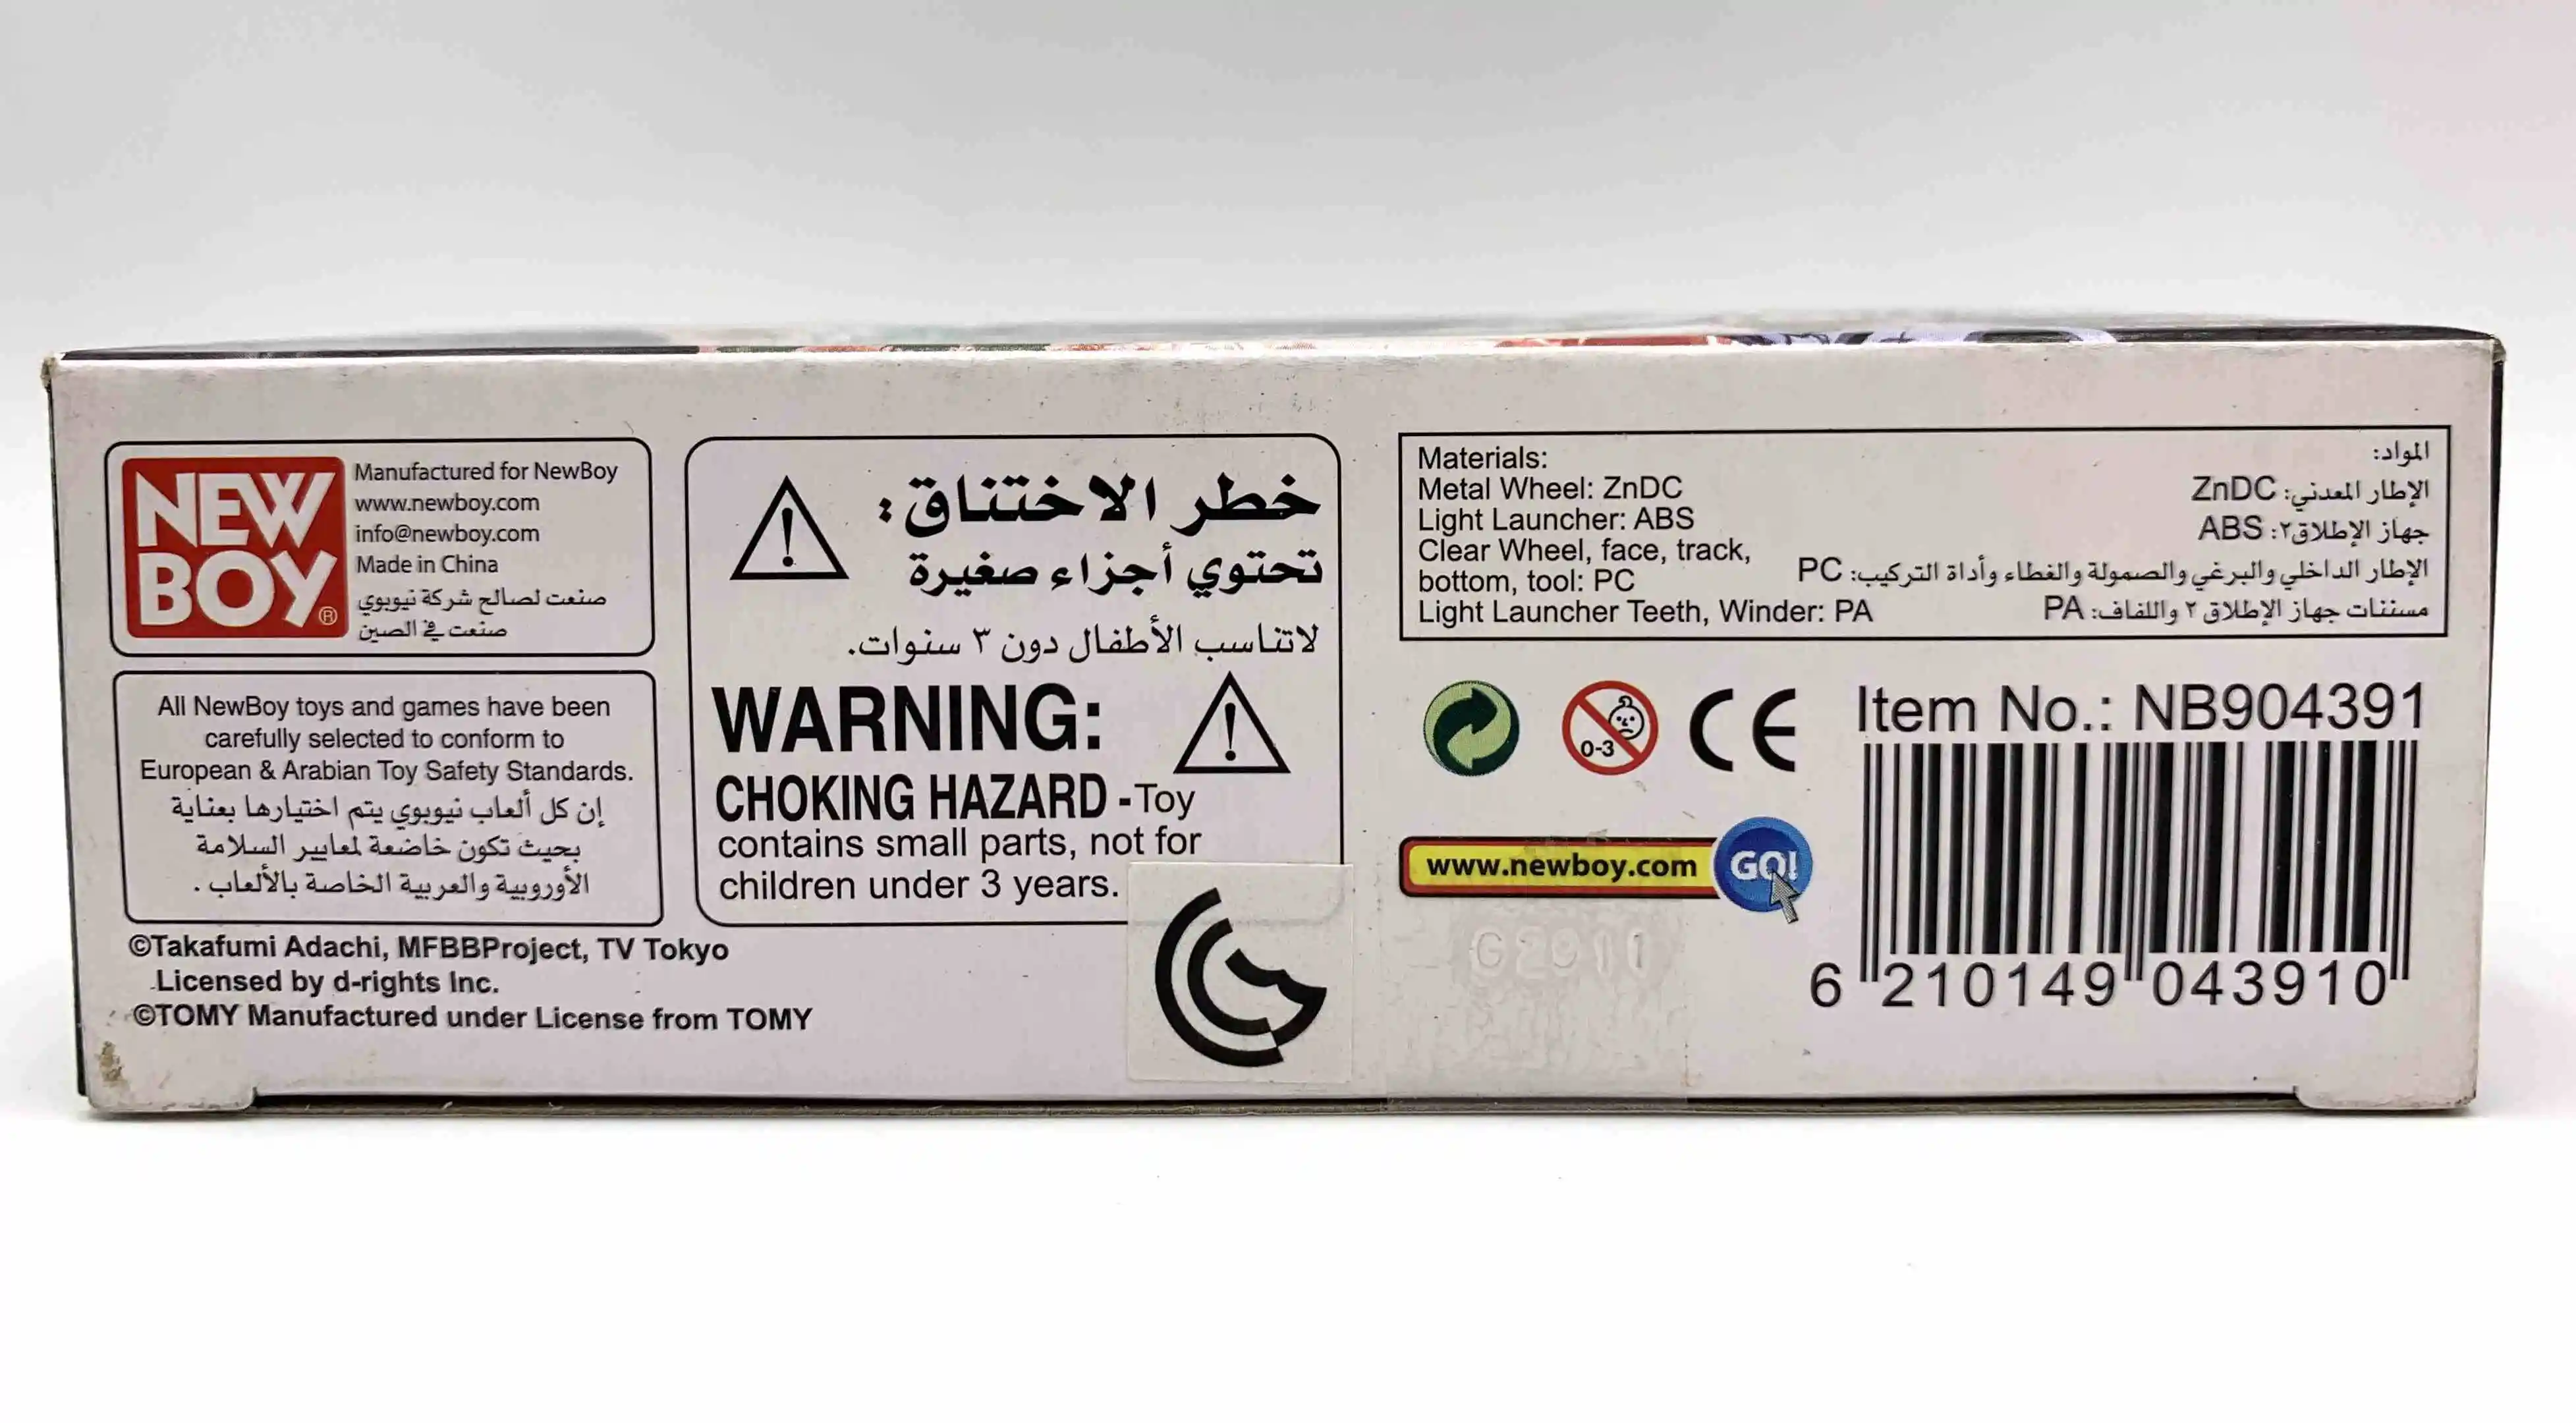 NEW
BOY®
Manufactured for NewBoy
www.newboy.com
info@newboy.com
Made in China
صنعت لصالح شركة نيوبوي
صنعت في الصين
All NewBoy toys and games have been
carefully selected to conform to
European & Arabian Toy Safety Standards.
إن كل ألعاب نيوبوي يتم اختيارها بعناية
بحيث تكون خاضعة لمعايير السلامة
الأوروبية والعربية الخاصة بالألعاب .
©Takafumi Adachi, MFBBProject, TV Tokyo
Licensed by d-rights Inc.
©TOMY Manufactured under License from TOMY
خطر الاختناق:
تحتوي أجزاء صغيرة
لاتناسب الأطفال دون ٣ سنوات.
WARNING:
CHOKING HAZARD -Toy
contains small parts, not for
children under 3 years.
Materials:
Metal Wheel: ZnDC
Light Launcher: ABS
Clear Wheel, face, track,
bottom, tool: PC
Light Launcher Teeth, Winder: PA
المواد:
الإطار المعدني: ZnDC
جهاز الإطلاق٢: ABS
الإطار الداخلي والبرغي والصمولة والغطاء وأداة التركيب: PC
مسننات جهاز الإطلاق ٢ واللفاف: PA
0-3
CE
www.newboy.com GO!
Item No.: NB904391
6 210149 043910